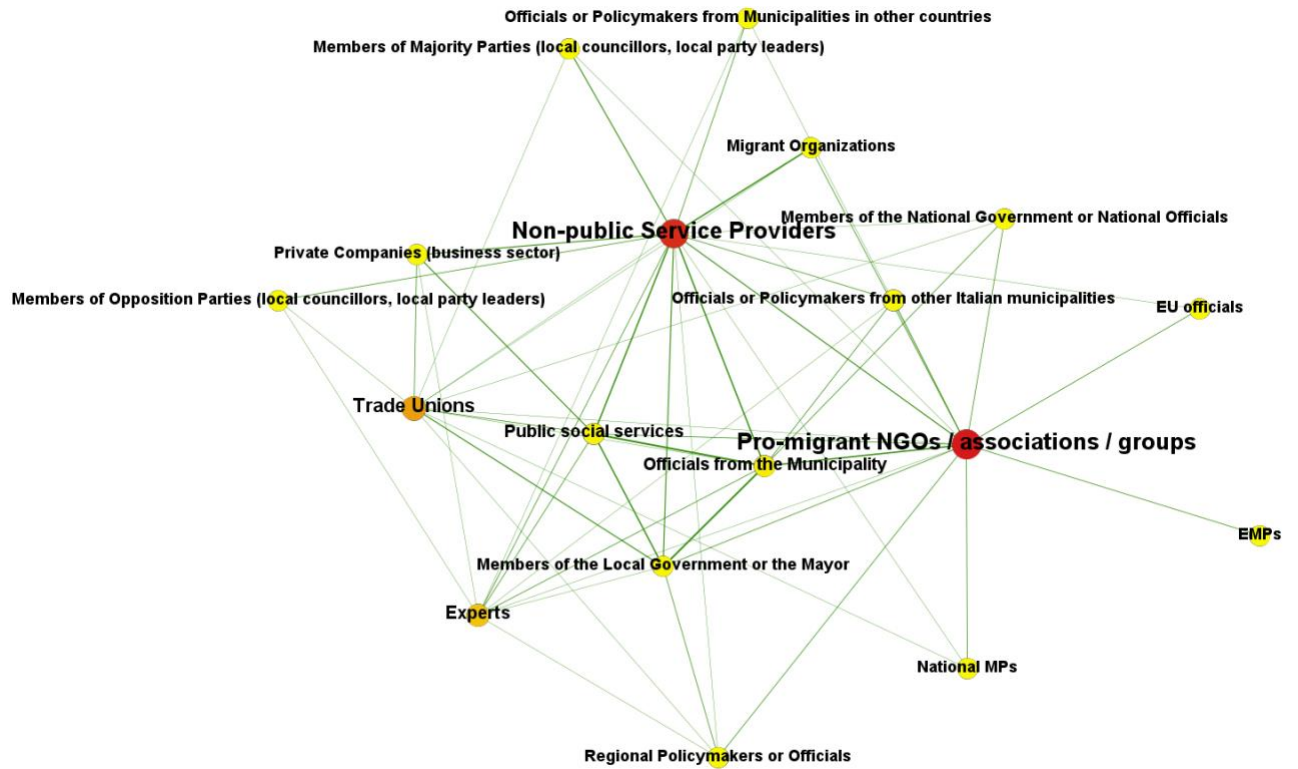 Officials or Policymakers from Municipalities in other countries
Members of Majority Parties (local councillors, local party leaders)
Migrant Organizations
Members of the National Government or National Officials
Non-public Service Providers
Private Companies (business sector)
Members of Opposition Parties (local councillors, local party leaders)
Officials or Policymakers from other Italian municipalities
EU officials
Trade Unions
Public social services
Pro-migrant NGOs / associations / groups
Officials from the Municipality
EMPs
Members of the Local Government or the Mayor
Experts
National MPs
Regional Policymakers or Officials